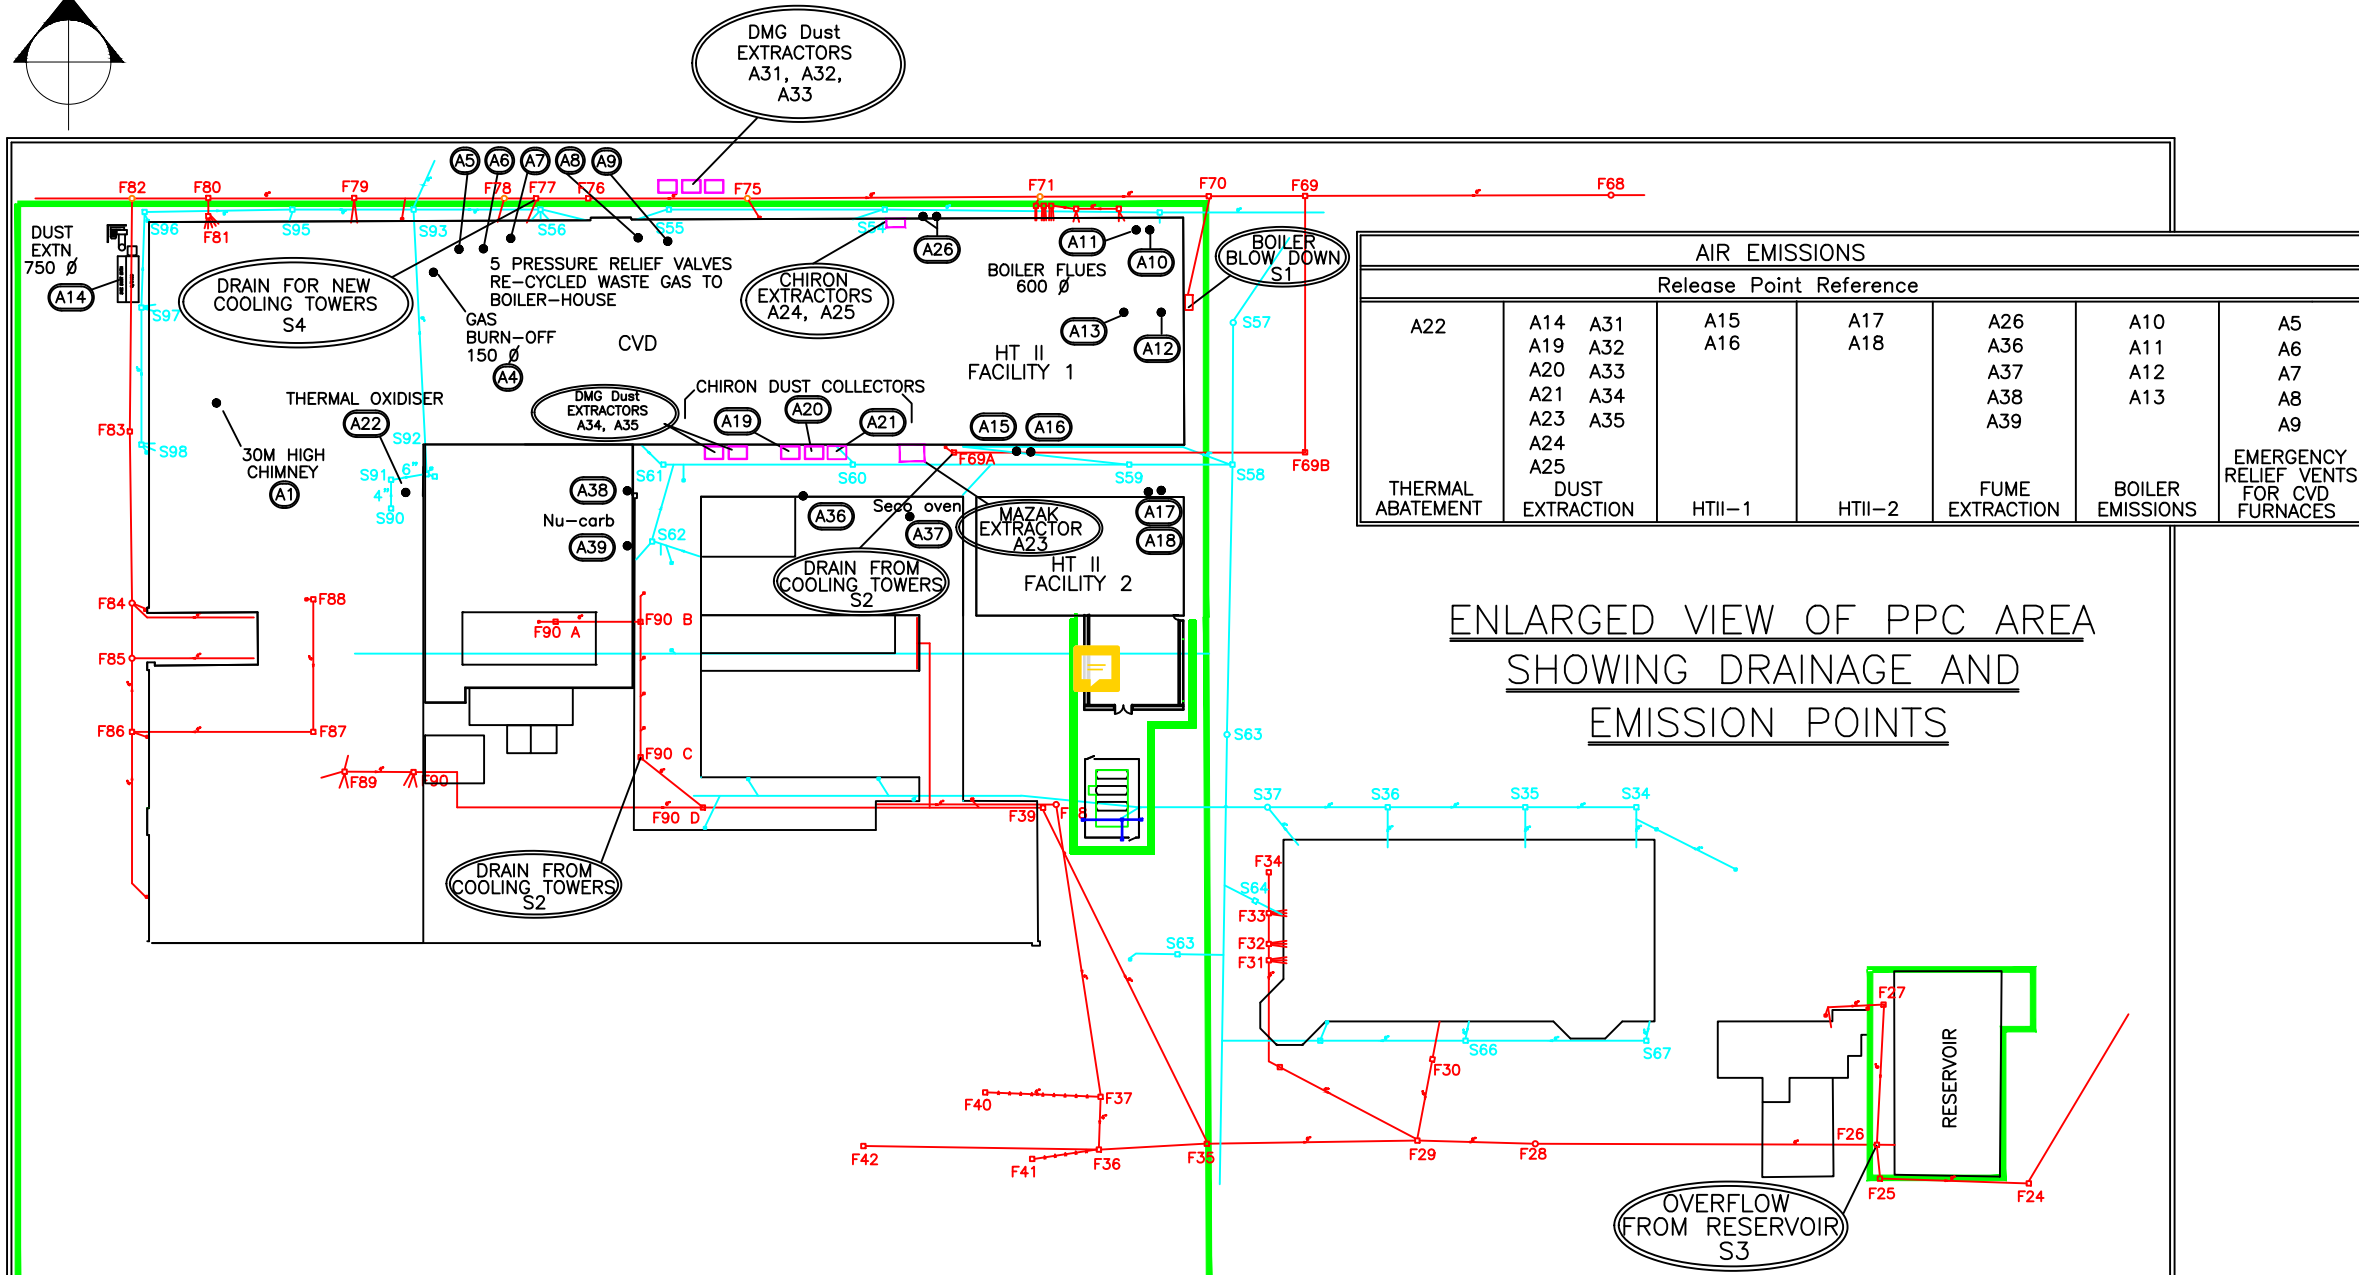 DMG Dust
EXTRACTORS
A31, A32,
A33
A5 A6 A7 A8 A9
F82 F80 F79 F78 F77 F76 F75 F71 F70 F69 F68
S96 F81 S95 S93 S56 S55 S54
DUST
EXTN
750 Ø
A14
DRAIN FOR NEW
COOLING TOWERS
S4
5 PRESSURE RELIEF VALVES
RE-CYCLED WASTE GAS TO
BOILER-HOUSE
GAS
BURN-OFF
150 Ø
A4
CVD
CHIRON
EXTRACTORS
A24, A25
A26
A11
A10
BOILER FLUES
600 Ø
A13
A12
BOILER
BLOW DOWN
S1
HT II
FACILITY 1
S97
S57
AIR EMISSIONS
Release Point Reference
A22
A14 A31
A19 A32
A20 A33
A21 A34
A23 A35
A24
A25
A15
A16
A17
A18
A26
A36
A37
A38
A39
A10
A11
A12
A13
A5
A6
A7
A8
A9
THERMAL
ABATEMENT
DUST
EXTRACTION
HTII-1
HTII-2
FUME
EXTRACTION
BOILER
EMISSIONS
EMERGENCY
RELIEF VENTS
FOR CVD
FURNACES
THERMAL OXIDISER
A22
CHIRON DUST COLLECTORS
DMG Dust
EXTRACTORS
A34, A35
A19
A20
A21
A15 A16
F83
S98
S92
30M HIGH
CHIMNEY
A1
S91 6"
4"
S90
S61
S60
F69A
S59
S58
F69B
A38
Nu-carb
A39
S62
A36
Seco oven
A37
MAZAK
EXTRACTOR
A23
A17
A18
HT II
FACILITY 2
DRAIN FROM
COOLING TOWERS
S2
F84
F88
F90 A
F90 B
F85
F86
F87
F89
F90
F90 C
F90 D
F39
S63
ENLARGED VIEW OF PPC AREA
SHOWING DRAINAGE AND
EMISSION POINTS
S37 S36 S35 S34
DRAIN FROM
COOLING TOWERS
S2
F34
S64
F33
F32
F31
S63
S66
S67
F27
F30
RESERVOIR
F40
F37
F42
F41
F36
F35
F29
F28
F26
F25
F24
OVERFLOW
FROM RESERVOIR
S3